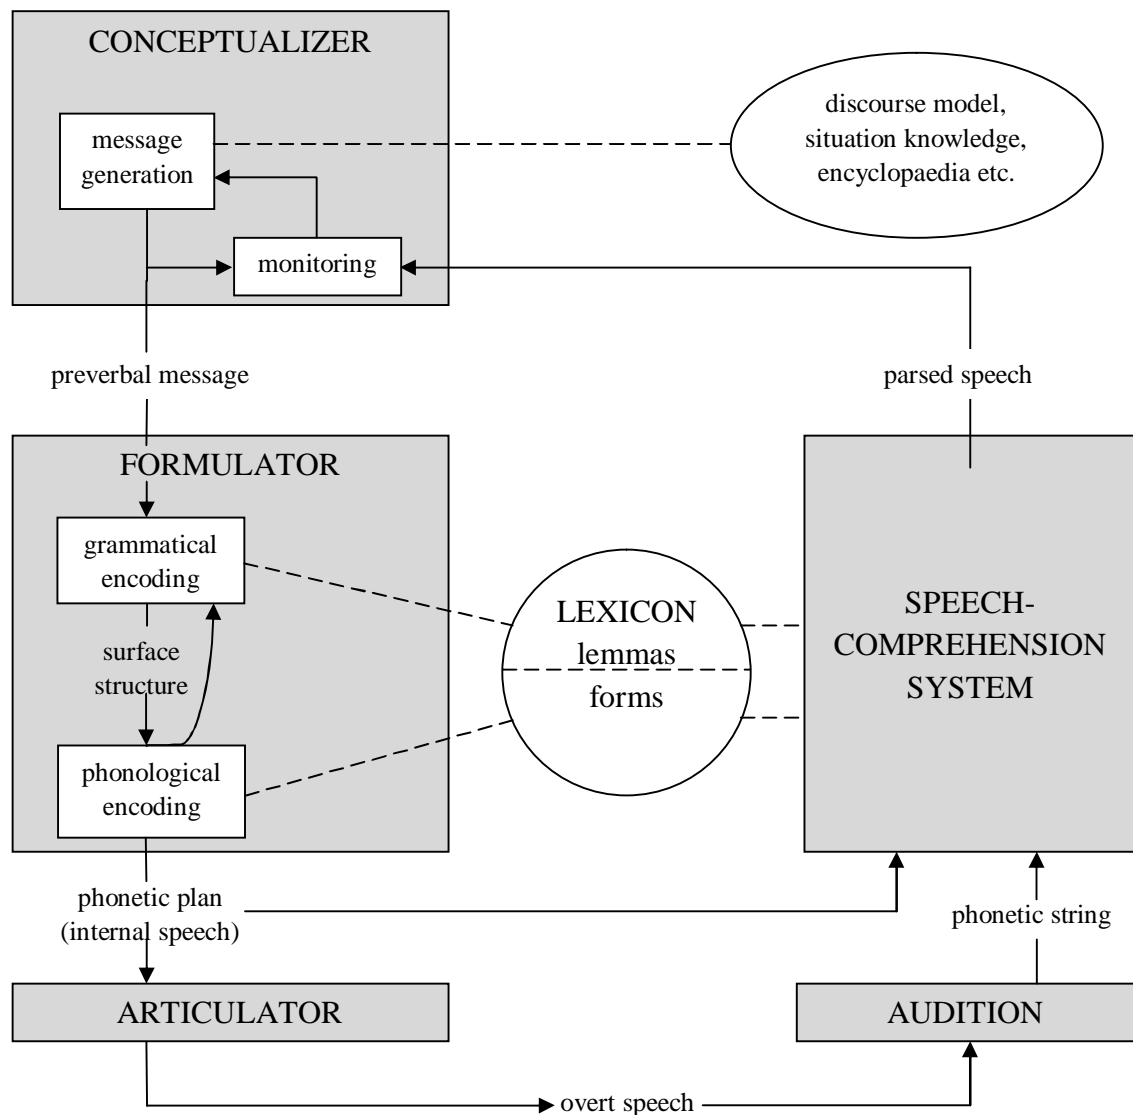 CONCEPTUALIZER
message
generation
monitoring
discourse model,
situation knowledge,
encyclopaedia etc.
preverbal message
parsed speech
FORMULATOR
grammatical
encoding
surface
structure
phonological
encoding
LEXICON
lemmas
forms
SPEECH-
COMPREHENSION
SYSTEM
phonetic plan
(internal speech)
phonetic string
ARTICULATOR
AUDITION
overt speech